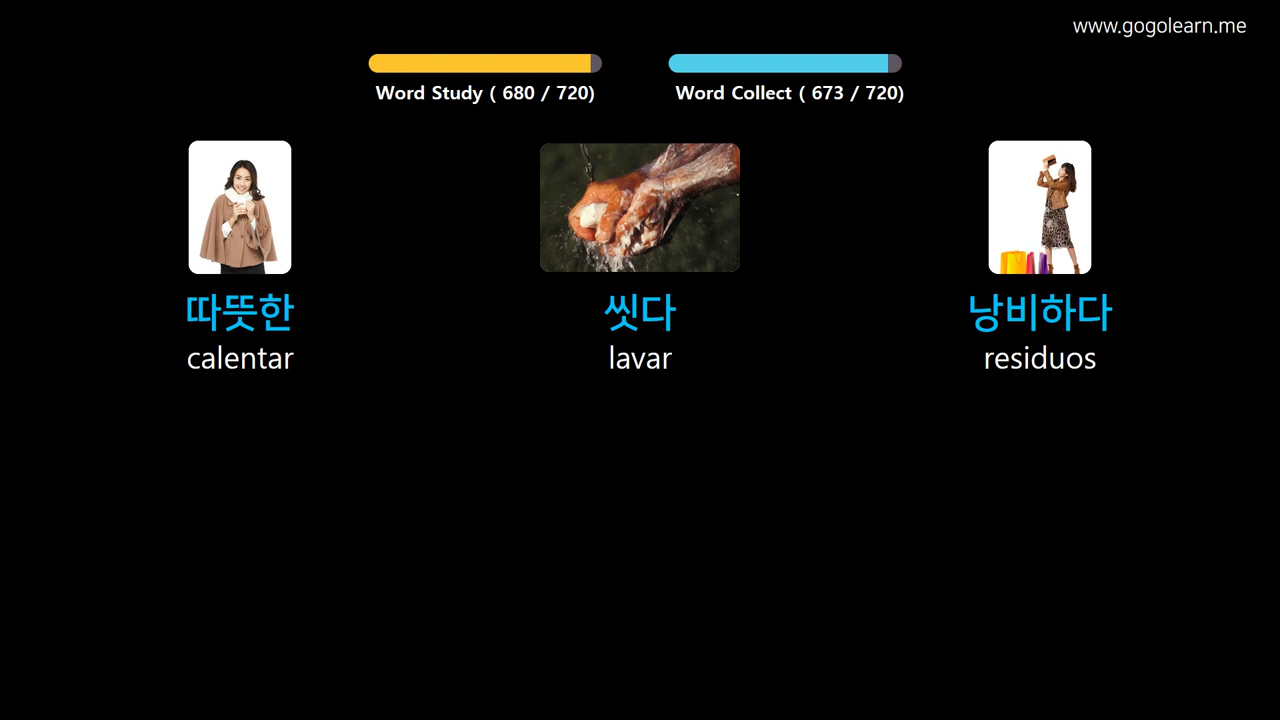 www.gogolearn.me
Word Study ( 680 / 720)
Word Collect ( 673 / 720)
따뜻한
씻다
낭비하다
calentar
lavar
residuos